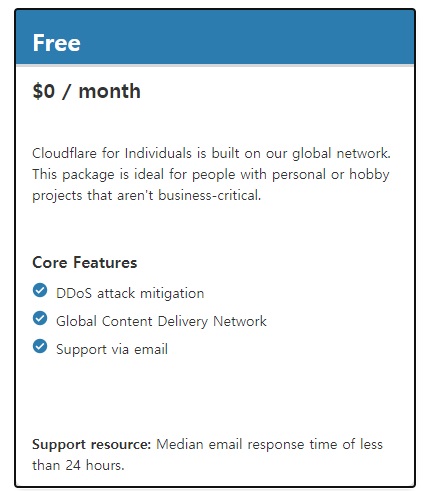 Free
$0 / month
Cloudflare for Individuals is built on our global network.
This package is ideal for people with personal or hobby
projects that aren't business-critical.
Core Features
DDoS attack mitigation
Global Content Delivery Network
Support via email
Support resource: Median email response time of less
than 24 hours.